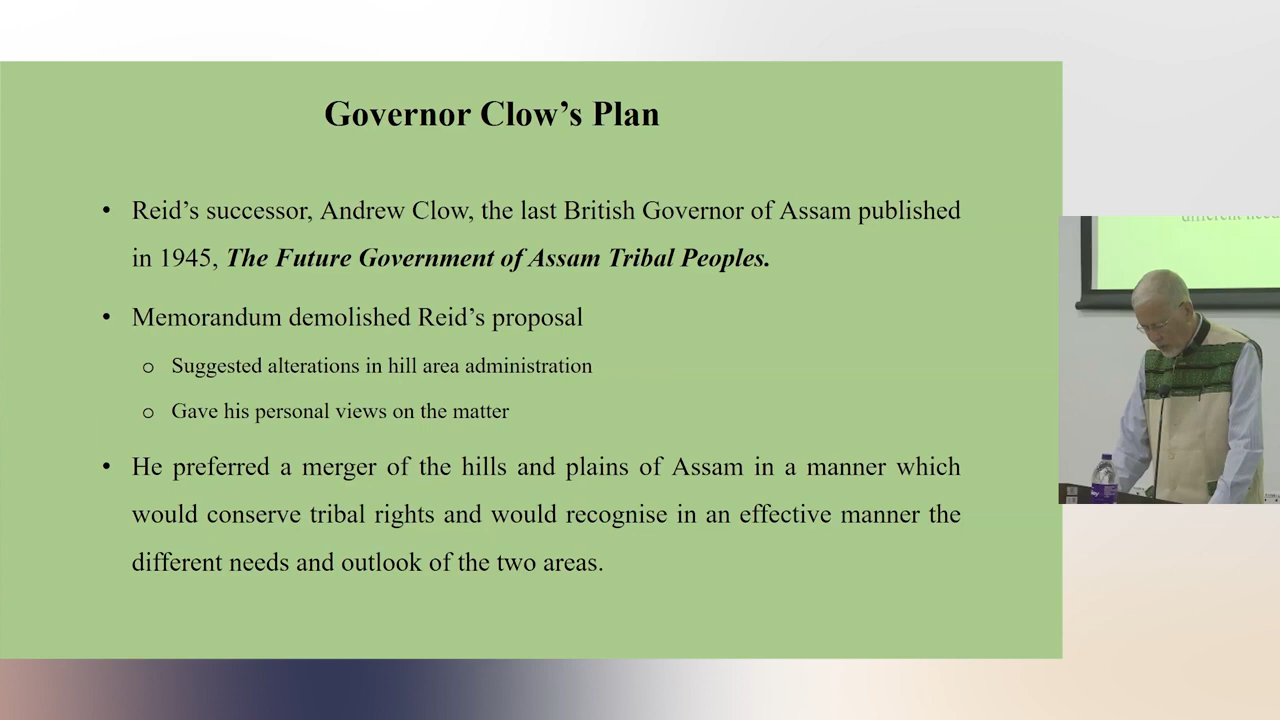 Governor Clow’s Plan
• Reid’s successor, Andrew Clow, the last British Governor of Assam published
in 1945, The Future Government of Assam Tribal Peoples.
• Memorandum demolished Reid’s proposal
o Suggested alterations in hill area administration
o Gave his personal views on the matter
• He preferred a merger of the hills and plains of Assam in a manner which
would conserve tribal rights and would recognise in an effective manner the
different needs and outlook of the two areas.
different need